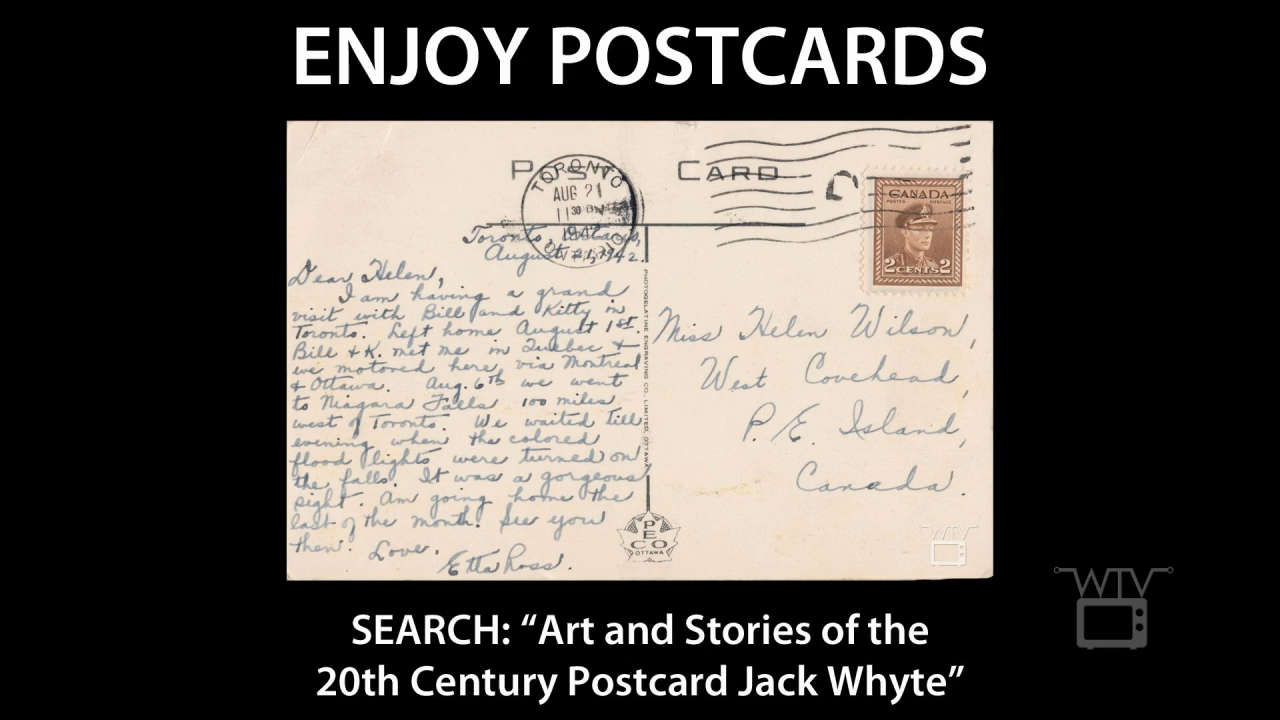 ENJOY POSTCARDS
POST CARD
TORONTO
AUG 21
11 30 PM
1942
ONTARIO
CANADA
POSTES POSTAGE
2 CENTS 2
Toronto, Ontario,
August 21, 1942.
Dear Helen,
I am having a grand
visit with Bill and Kitty in
Toronto. Left home August 1st.
Bill & K. met me in Quebec &
we motored here, via Montreal
& Ottawa. Aug. 6th we went
to Niagara Falls 100 miles
west of Toronto. We waited till
evening when the colored
flood lights were turned on
the falls. It was a gorgeous
sight. Am going home the
last of the month. See you
then. Love,
Etta Ross.
PHOTOGELATINE ENGRAVING CO. LIMITED, OTTAWA
PECO
OTTAWA
Miss Helen Wilson,
West Covehead,
P. E. Island,
Canada.
WTV
WTV
SEARCH: “Art and Stories of the
20th Century Postcard Jack Whyte”